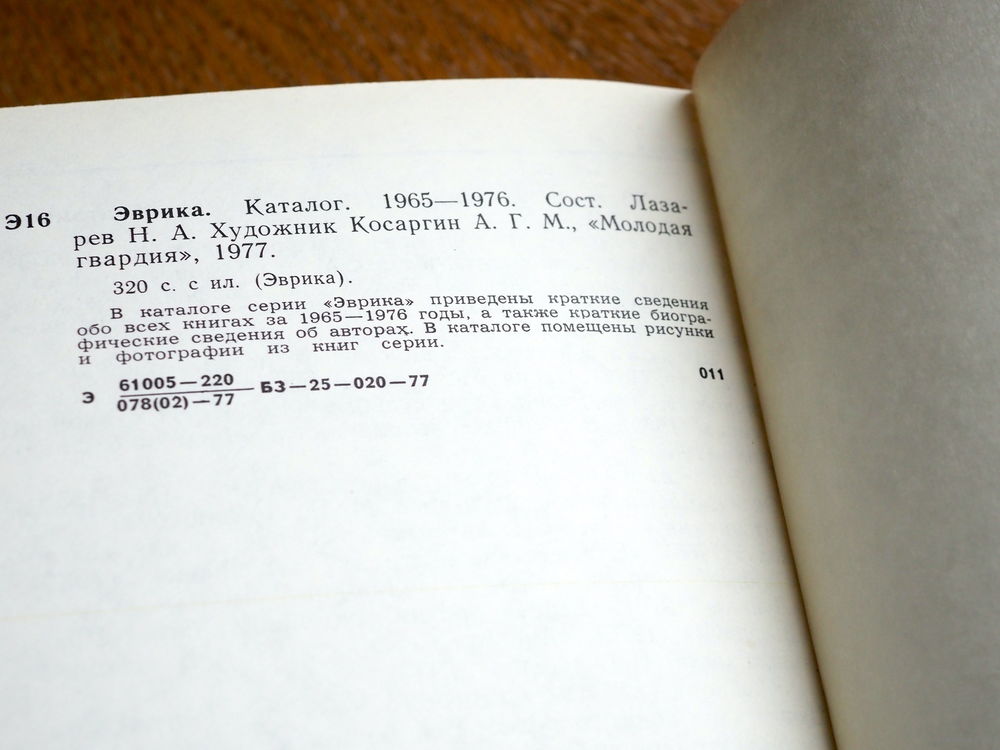 Э16 Эврика. Каталог. 1965—1976. Сост. Лаза-
рев Н. А. Художник Косаргин А. Г. М., «Молодая
гвардия», 1977.
320 с. с ил. (Эврика).
В каталоге серии «Эврика» приведены краткие сведения
обо всех книгах за 1965—1976 годы, а также краткие биогра-
фические сведения об авторах. В каталоге помещены рисунки
и фотографии из книг серии.
Э 61005—220 БЗ—25—020—77 011
078(02)—77